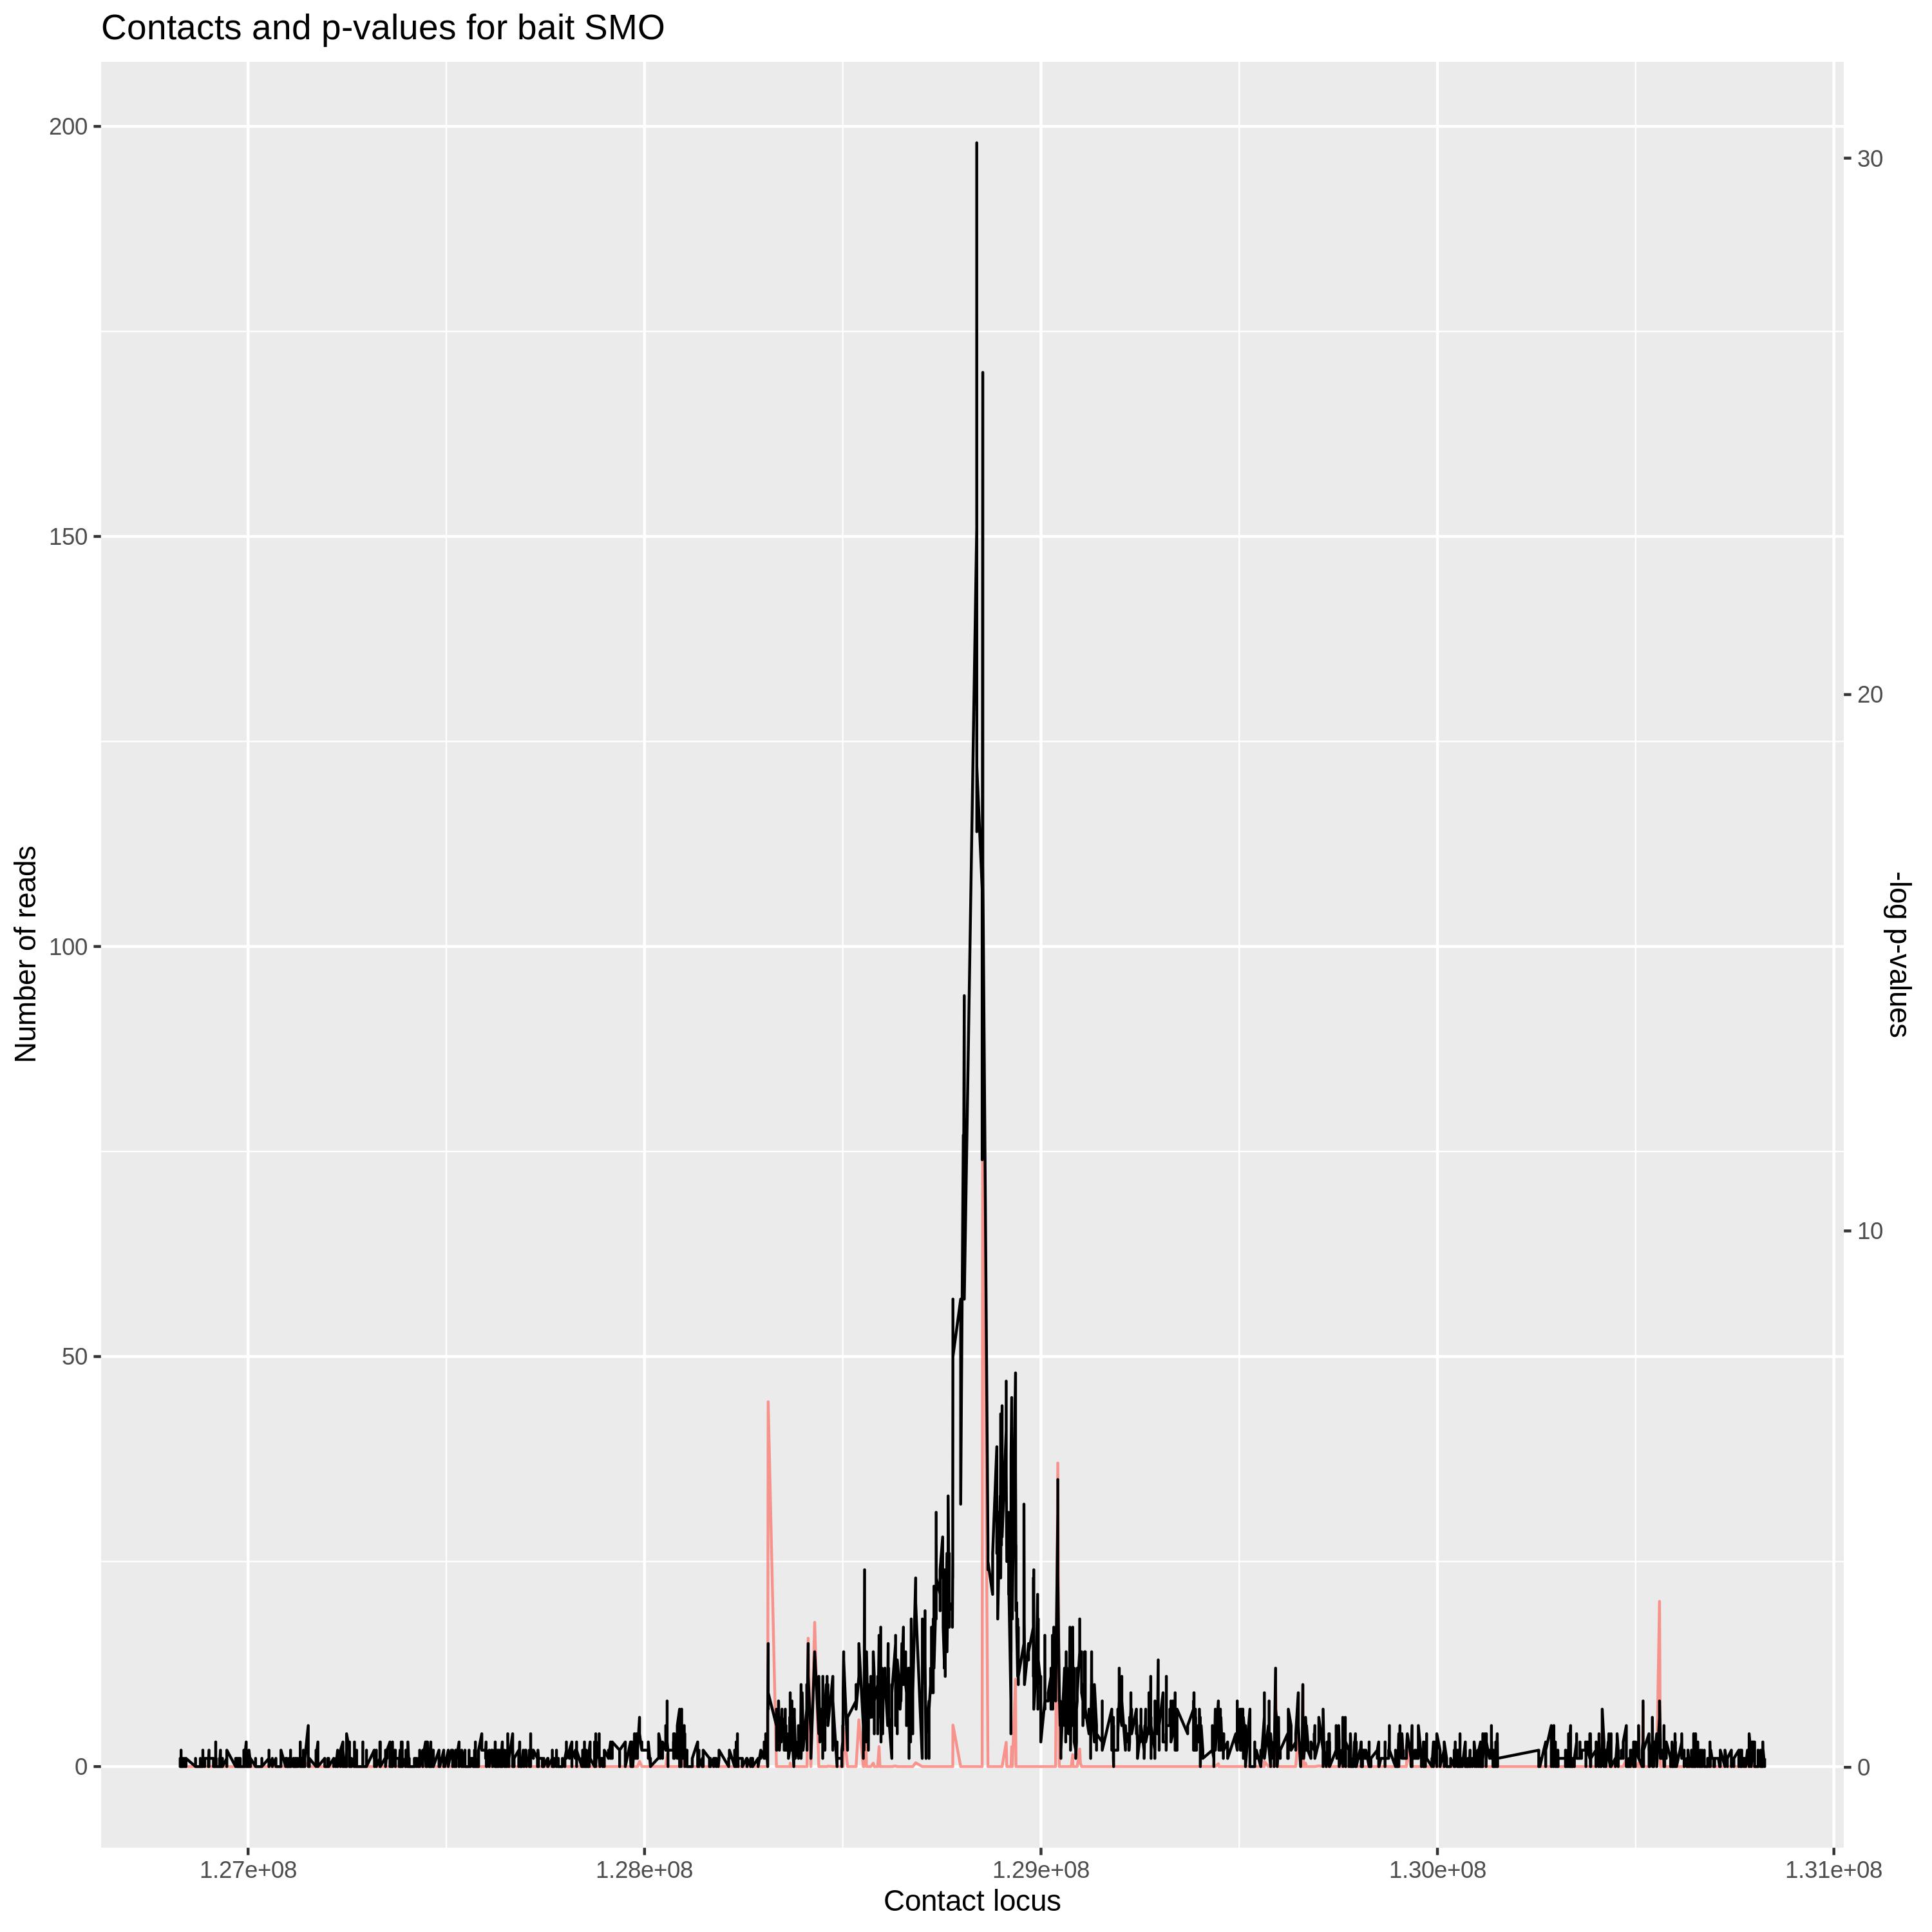 Contacts and p-values for bait SMO
200
150
100
50
0
30
20
10
0
Number of reads
-log p-values
1.27e+08
1.28e+08
1.29e+08
1.30e+08
1.31e+08
Contact locus